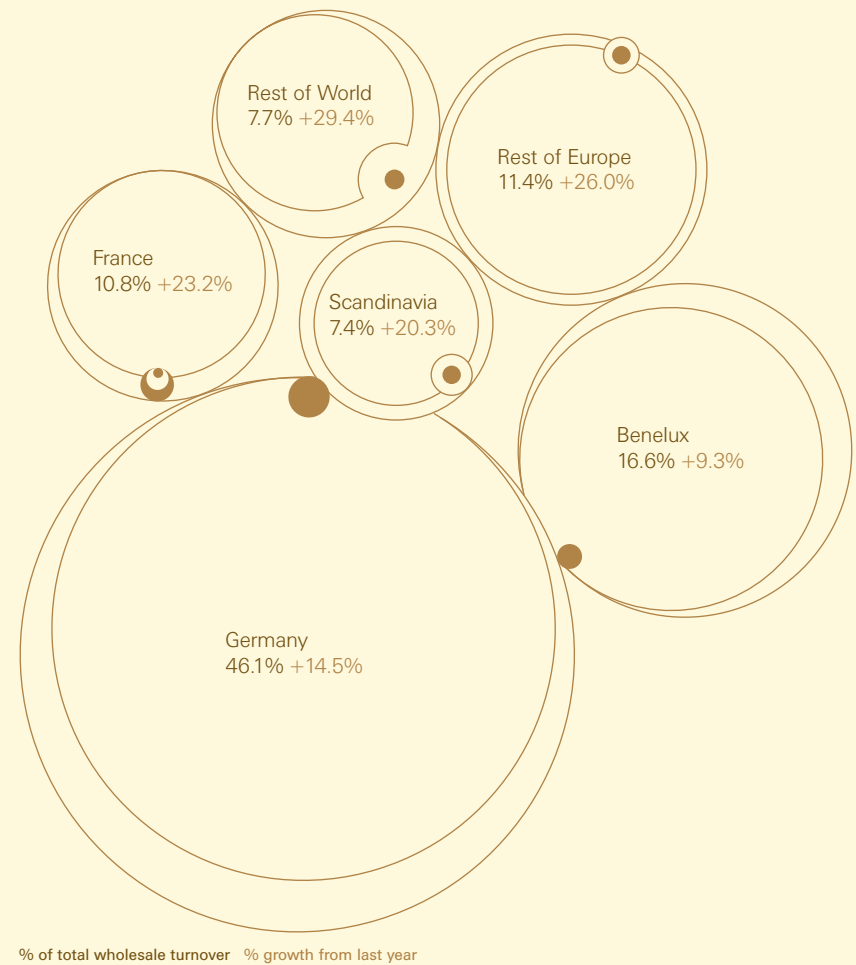 Rest of World
7.7% +29.4%
Rest of Europe
11.4% +26.0%
France
10.8% +23.2%
Scandinavia
7.4% +20.3%
Benelux
16.6% +9.3%
Germany
46.1% +14.5%
% of total wholesale turnover % growth from last year